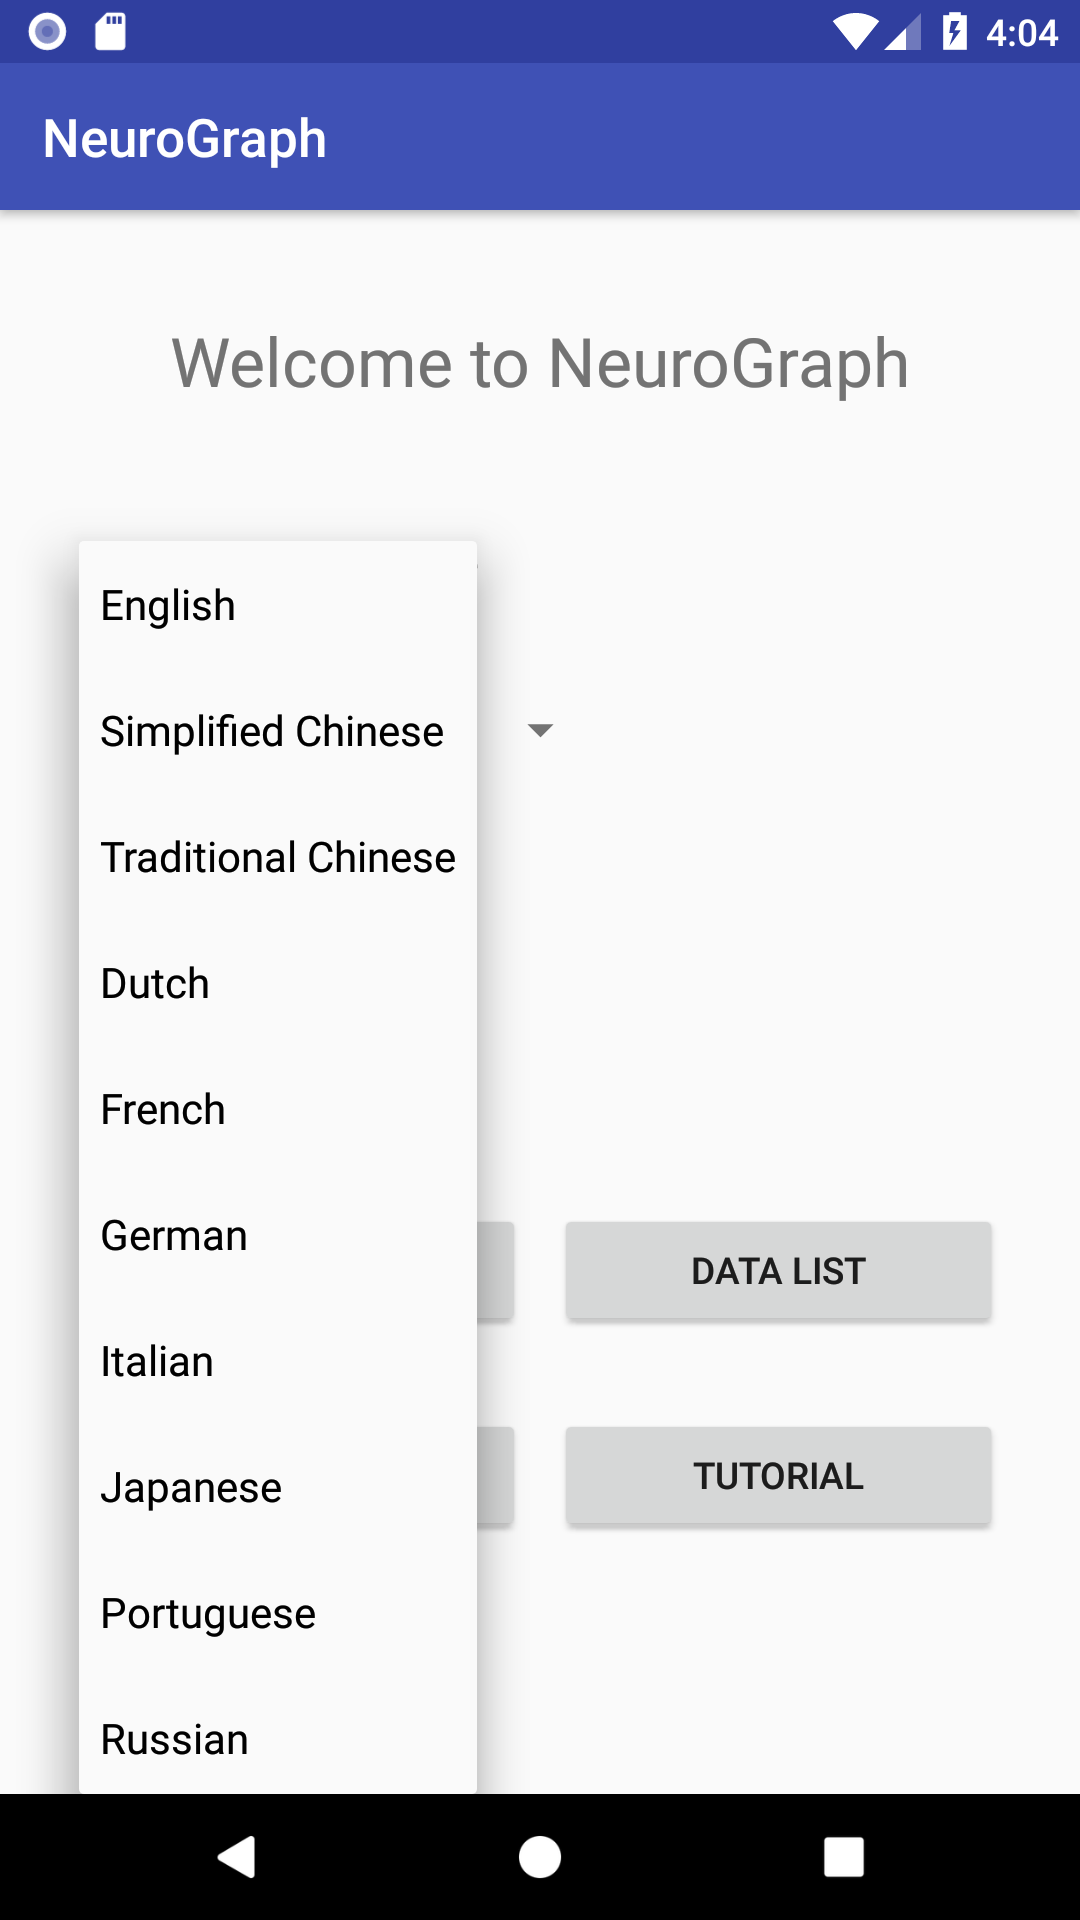 4:04
NeuroGraph
Welcome to NeuroGraph
English
Simplified Chinese
Traditional Chinese
Dutch
French
German
DATA LIST
Italian
Japanese
TUTORIAL
Portuguese
Russian